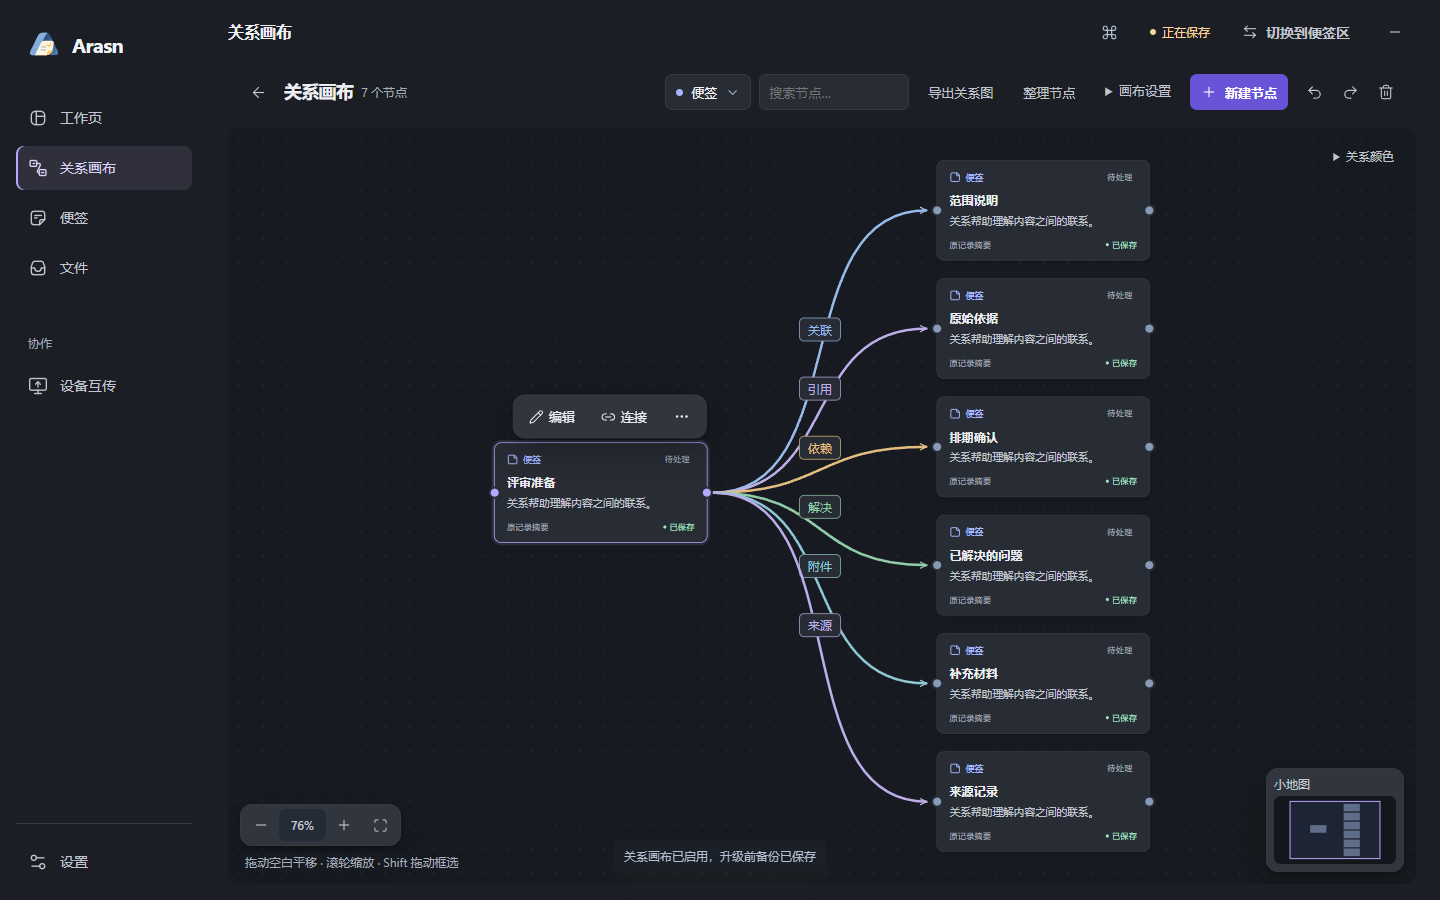 Arasn
工作页
关系画布
便签
文件
协作
设备互传
设置
关系画布
正在保存
切换到便签区
关系画布 7 个节点
便签
搜索节点...
导出关系图
整理节点
画布设置
新建节点
关系颜色
编辑
连接
便签 待处理
评审准备
关系帮助理解内容之间的联系。
原记录摘要 已保存
关联
引用
依赖
解决
附件
来源
便签 待处理
范围说明
关系帮助理解内容之间的联系。
原记录摘要 已保存
便签 待处理
原始依据
关系帮助理解内容之间的联系。
原记录摘要 已保存
便签 待处理
排期确认
关系帮助理解内容之间的联系。
原记录摘要 已保存
便签 待处理
已解决的问题
关系帮助理解内容之间的联系。
原记录摘要 已保存
便签 待处理
补充材料
关系帮助理解内容之间的联系。
原记录摘要 已保存
便签 待处理
来源记录
关系帮助理解内容之间的联系。
原记录摘要 已保存
76%
拖动空白平移 · 滚轮缩放 · Shift 拖动框选
关系画布已启用，升级前备份已保存
小地图